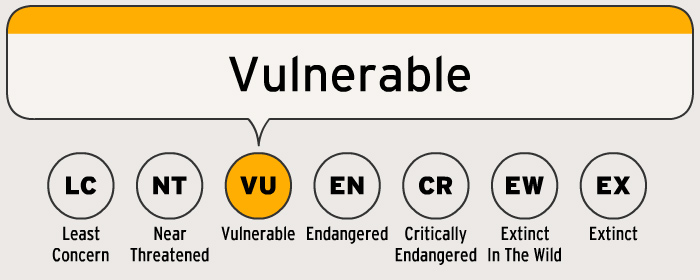 Vulnerable
LC NT VU EN CR EW EX
Least Near Vulnerable Endangered Critically Extinct Extinct
Concern Threatened Endangered In The Wild